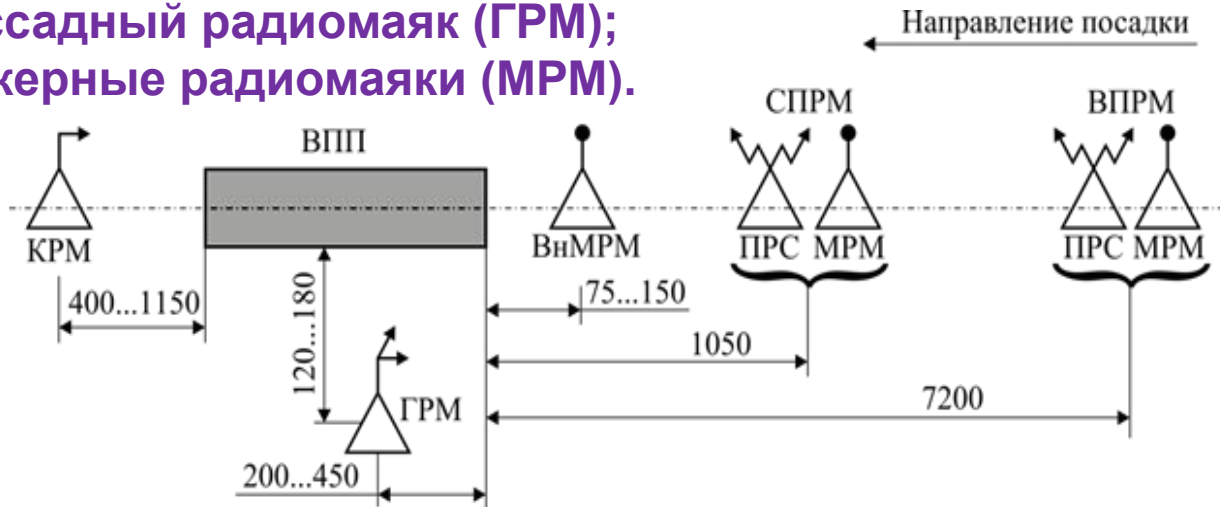 ссадный радиомаяк (ГРМ);
керные радиомаяки (МРМ).
Направление посадки
СПРМ
ВПРМ
ВПП
КРМ
ВнМРМ
ПРС МРМ
ПРС МРМ
400...1150
120...180
75...150
1050
ГРМ
7200
200...450